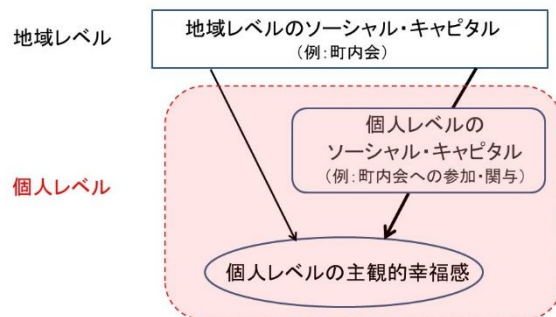 地域レベル
地域レベルのソーシャル・キャピタル
(例:町内会)
個人レベルの
ソーシャル・キャピタル
(例:町内会への参加・関与)
個人レベル
個人レベルの主観的幸福感